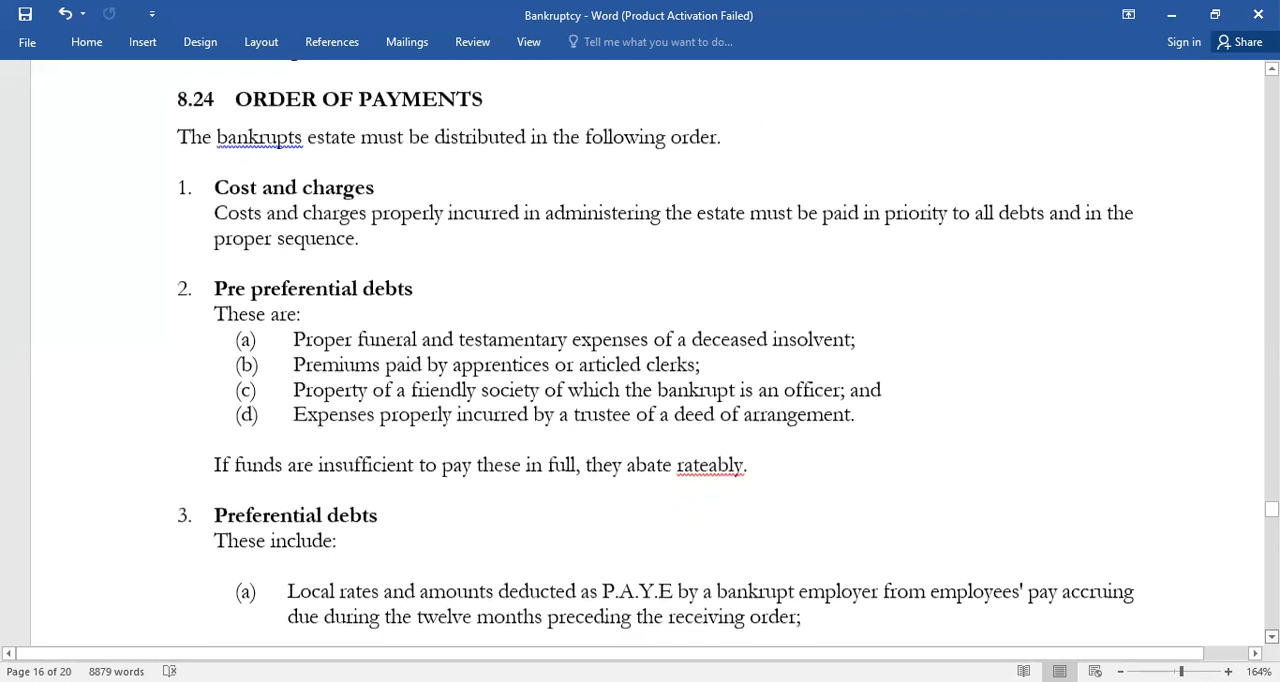 Bankruptcy - Word (Product Activation Failed)
File Home Insert Design Layout References Mailings Review View Tell me what you want to do... Sign in Share
8.24 ORDER OF PAYMENTS
The bankrupts estate must be distributed in the following order.
1. Cost and charges
Costs and charges properly incurred in administering the estate must be paid in priority to all debts and in the
proper sequence.
2. Pre preferential debts
These are:
(a) Proper funeral and testamentary expenses of a deceased insolvent;
(b) Premiums paid by apprentices or articled clerks;
(c) Property of a friendly society of which the bankrupt is an officer; and
(d) Expenses properly incurred by a trustee of a deed of arrangement.
If funds are insufficient to pay these in full, they abate rateably.
3. Preferential debts
These include:
(a) Local rates and amounts deducted as P.A.Y.E by a bankrupt employer from employees' pay accruing
due during the twelve months preceding the receiving order;
Page 16 of 20 8879 words 164%